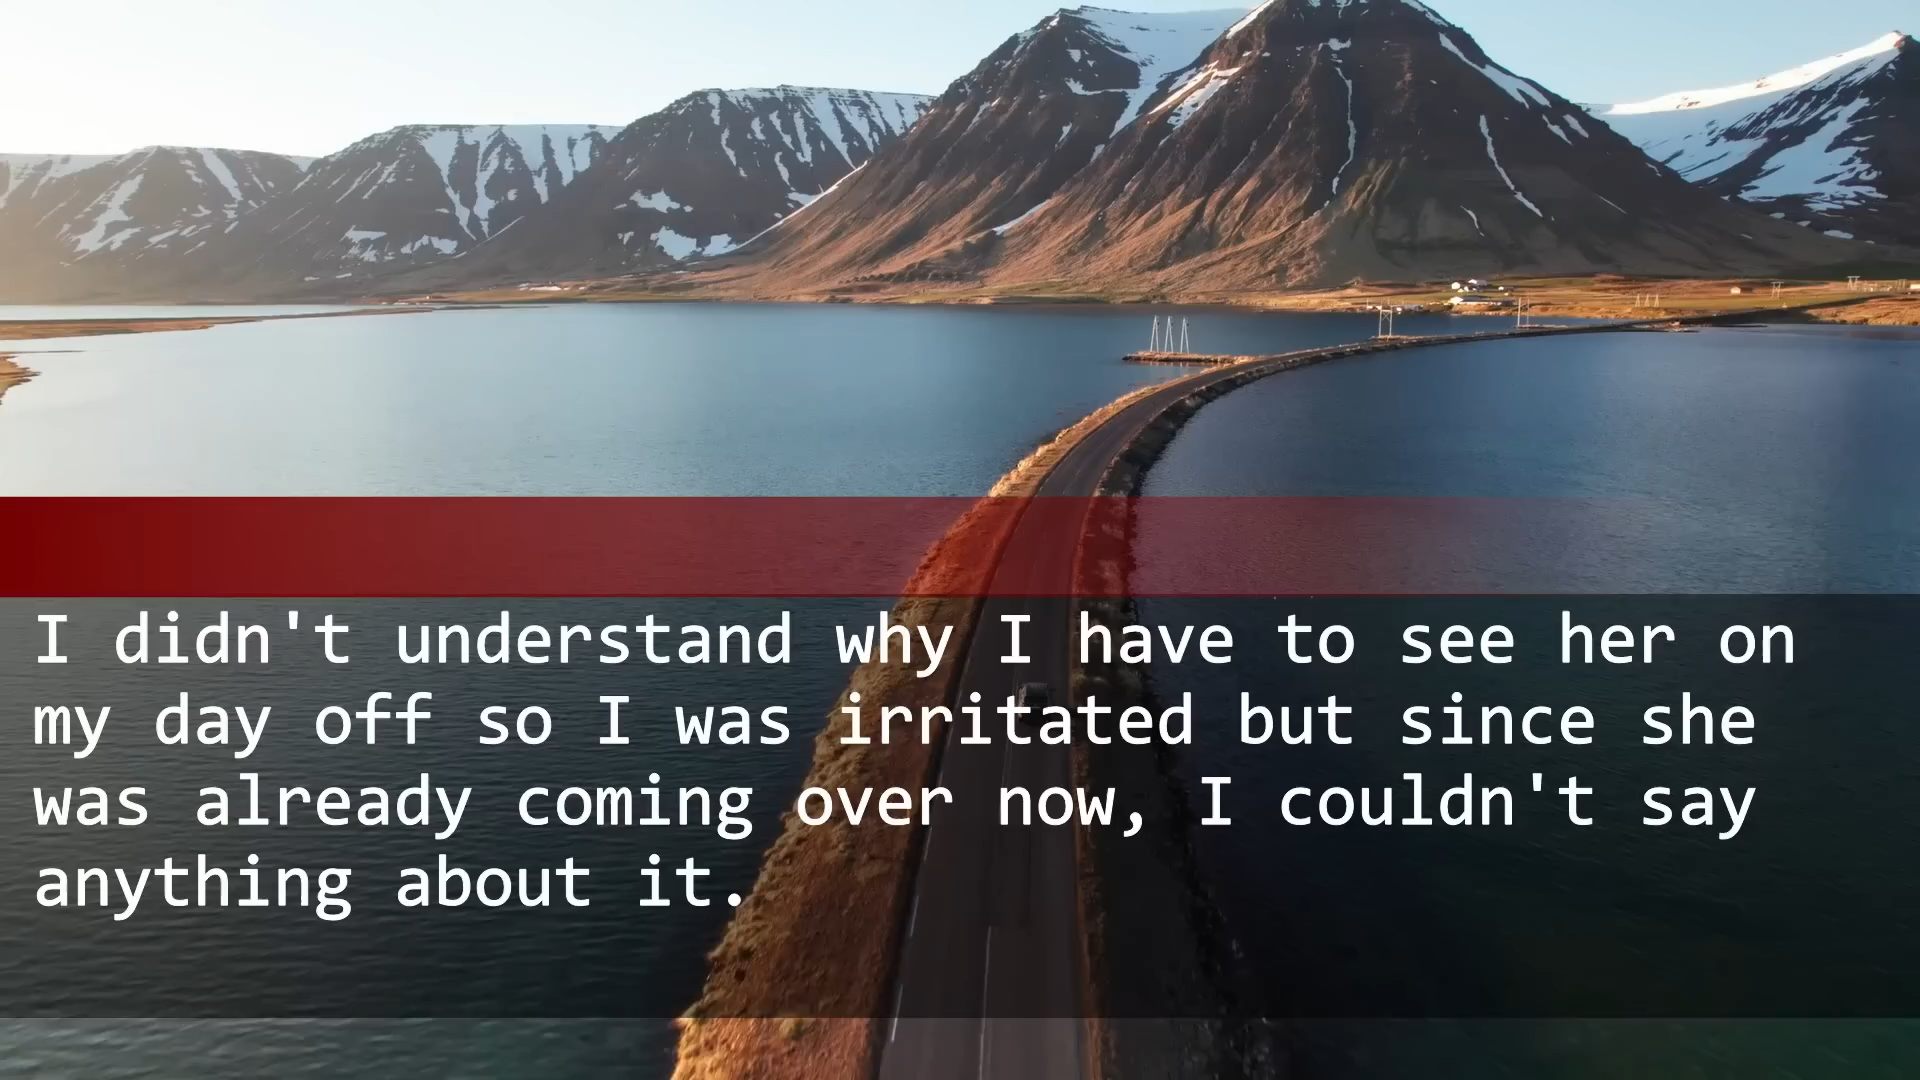 I didn't understand why I have to see her on
my day off so I was irritated but since she
was already coming over now, I couldn't say
anything about it.